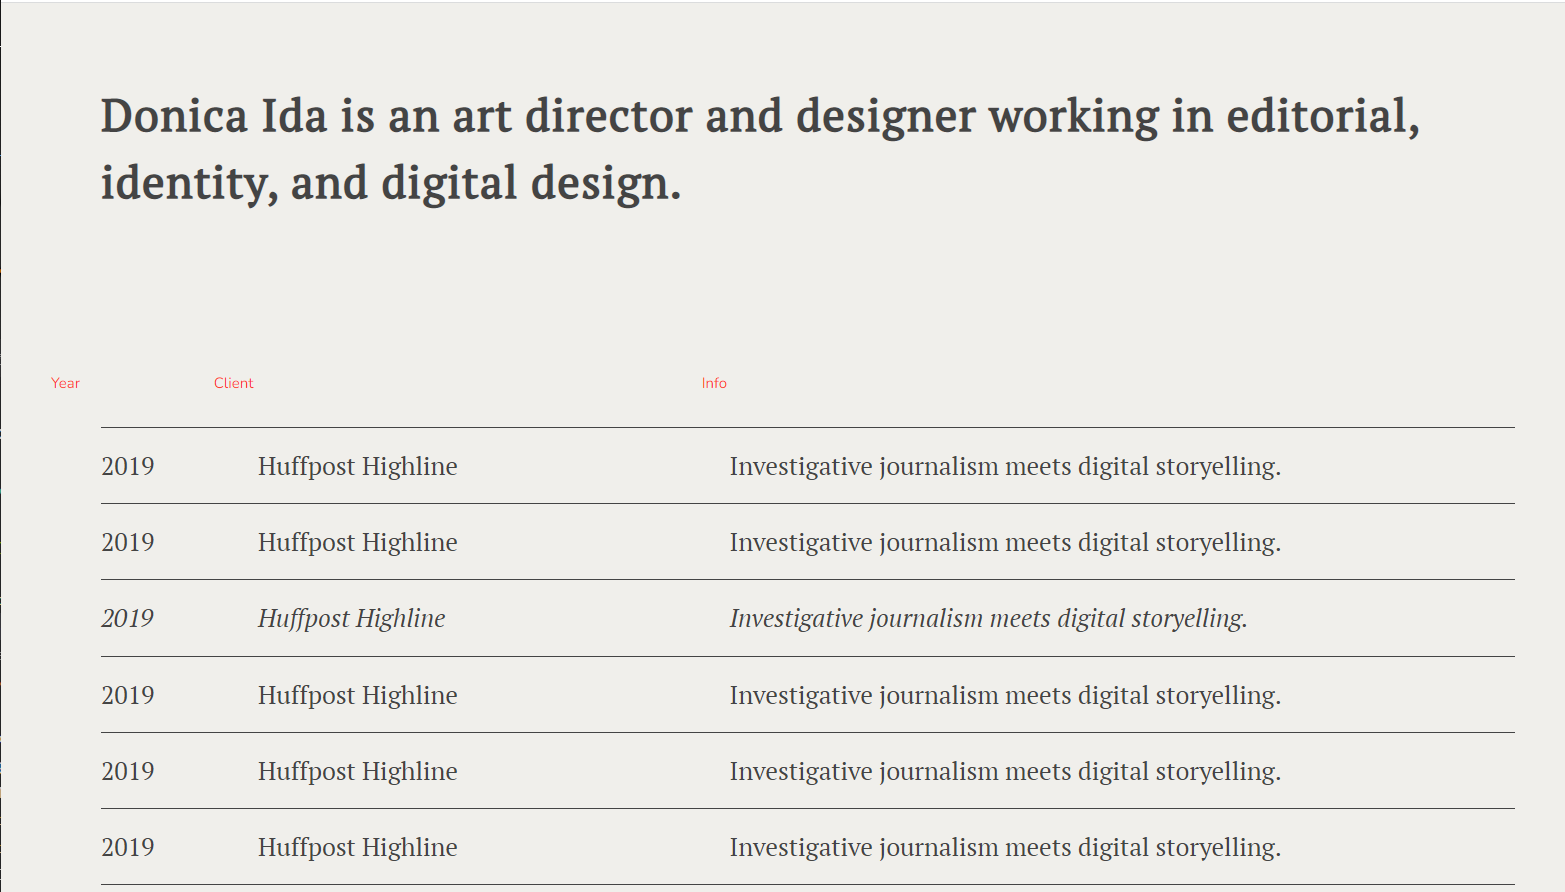 Donica Ida is an art director and designer working in editorial,
identity, and digital design.
Year Client Info
2019 Huffpost Highline Investigative journalism meets digital storyelling.
2019 Huffpost Highline Investigative journalism meets digital storyelling.
2019 Huffpost Highline Investigative journalism meets digital storyelling.
2019 Huffpost Highline Investigative journalism meets digital storyelling.
2019 Huffpost Highline Investigative journalism meets digital storyelling.
2019 Huffpost Highline Investigative journalism meets digital storyelling.